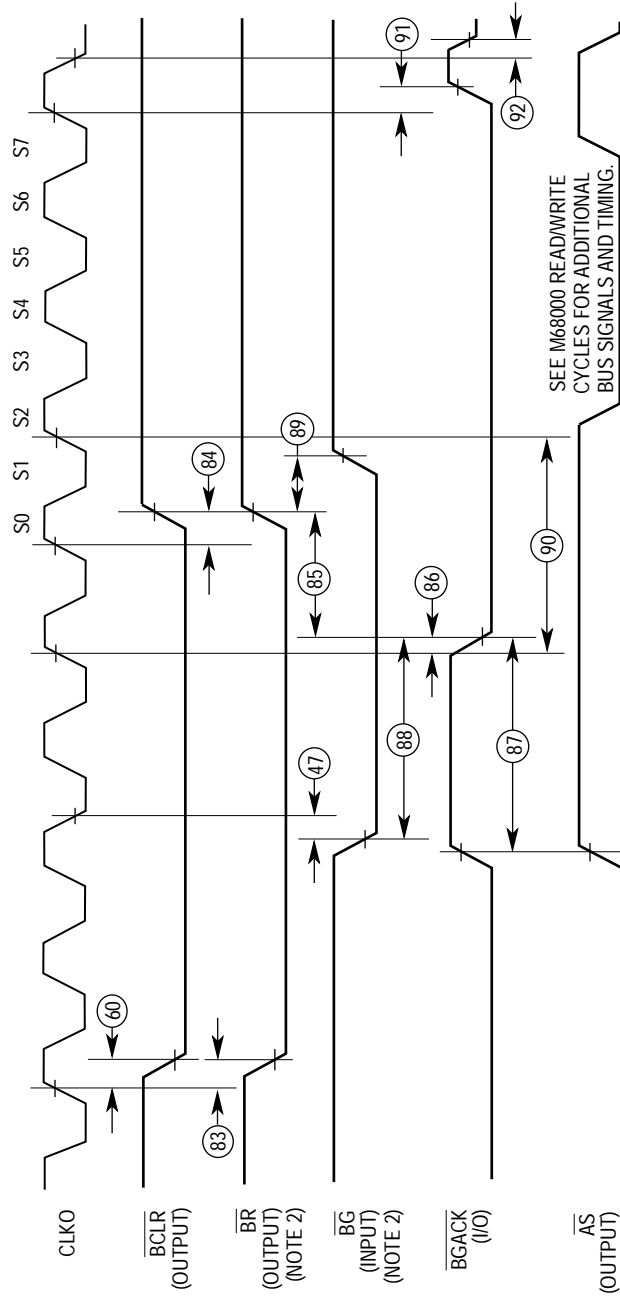 S0 S1 S2 S3 S4 S5 S6 S7
CLKO
60
BCLR
(OUTPUT)
84
83
BR
(OUTPUT)
(NOTE 2)
85
89
47
BG
(INPUT)
(NOTE 2)
88
86
91
BGACK
(I/O)
87
90
92
AS
(OUTPUT)
SEE M68000 READ/WRITE
CYCLES FOR ADDITIONAL
BUS SIGNALS AND TIMING.